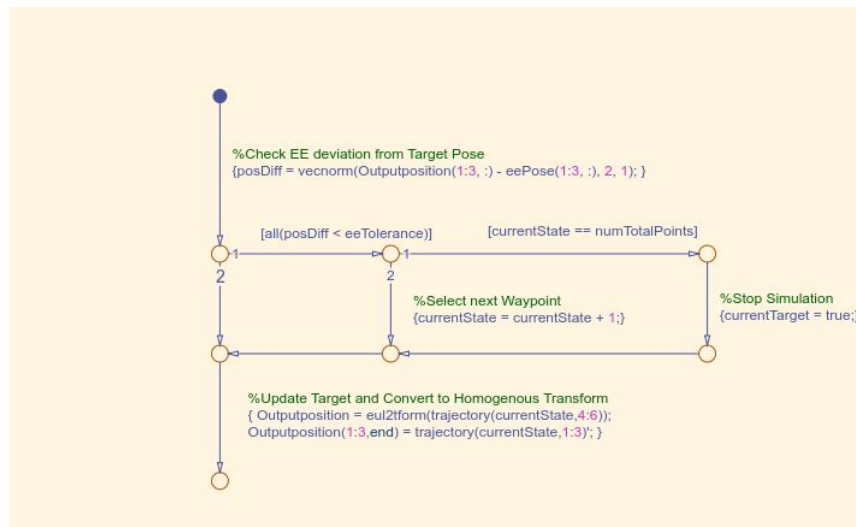 %Check EE deviation from Target Pose
{posDiff = vecnorm(Outputposition(1:3, :) - eePose(1:3, :), 2, 1); }
[all(posDiff < eeTolerance)]
[currentState == numTotalPoints]
1
1
2
2
%Select next Waypoint
{currentState = currentState + 1;}
%Stop Simulation
{currentTarget = true;}
%Update Target and Convert to Homogenous Transform
{ Outputposition = eul2tform(trajectory(currentState,4:6));
Outputposition(1:3,end) = trajectory(currentState,1:3)'; }